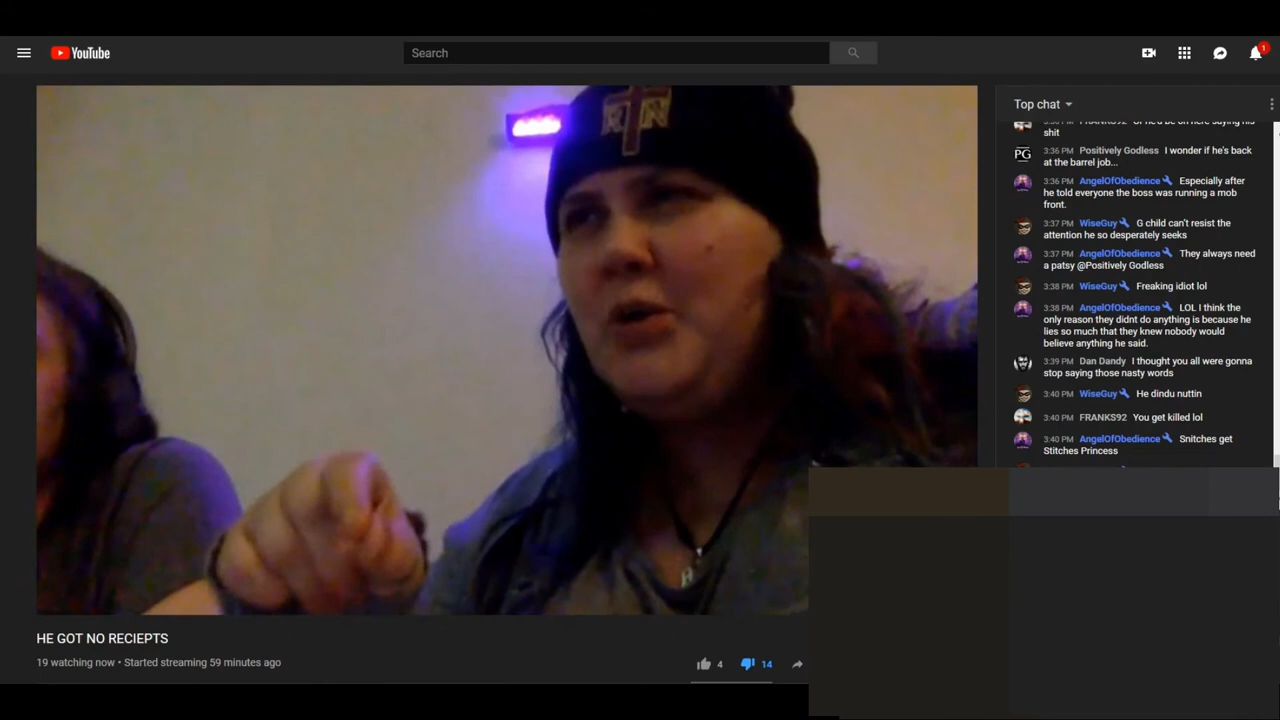 YouTube
Search
1
Top chat
shit
3:36 PM Positively Godless I wonder if he's back
at the barrel job...
3:36 PM AngelOfObedience Especially after
he told everyone the boss was running a mob
front.
3:37 PM WiseGuy G child can't resist the
attention he so desperately seeks
3:37 PM AngelOfObedience They always need
a patsy @Positively Godless
3:38 PM WiseGuy Freaking idiot lol
3:38 PM AngelOfObedience LOL I think the
only reason they didnt do anything is because he
lies so much that they knew nobody would
believe anything he said.
3:39 PM Dan Dandy I thought you all were gonna
stop saying those nasty words
3:40 PM WiseGuy He dindu nuttin
3:40 PM FRANKS92 You get killed lol
3:40 PM AngelOfObedience Snitches get
Stitches Princess
PG
HE GOT NO RECIEPTS
19 watching now • Started streaming 59 minutes ago
4
14